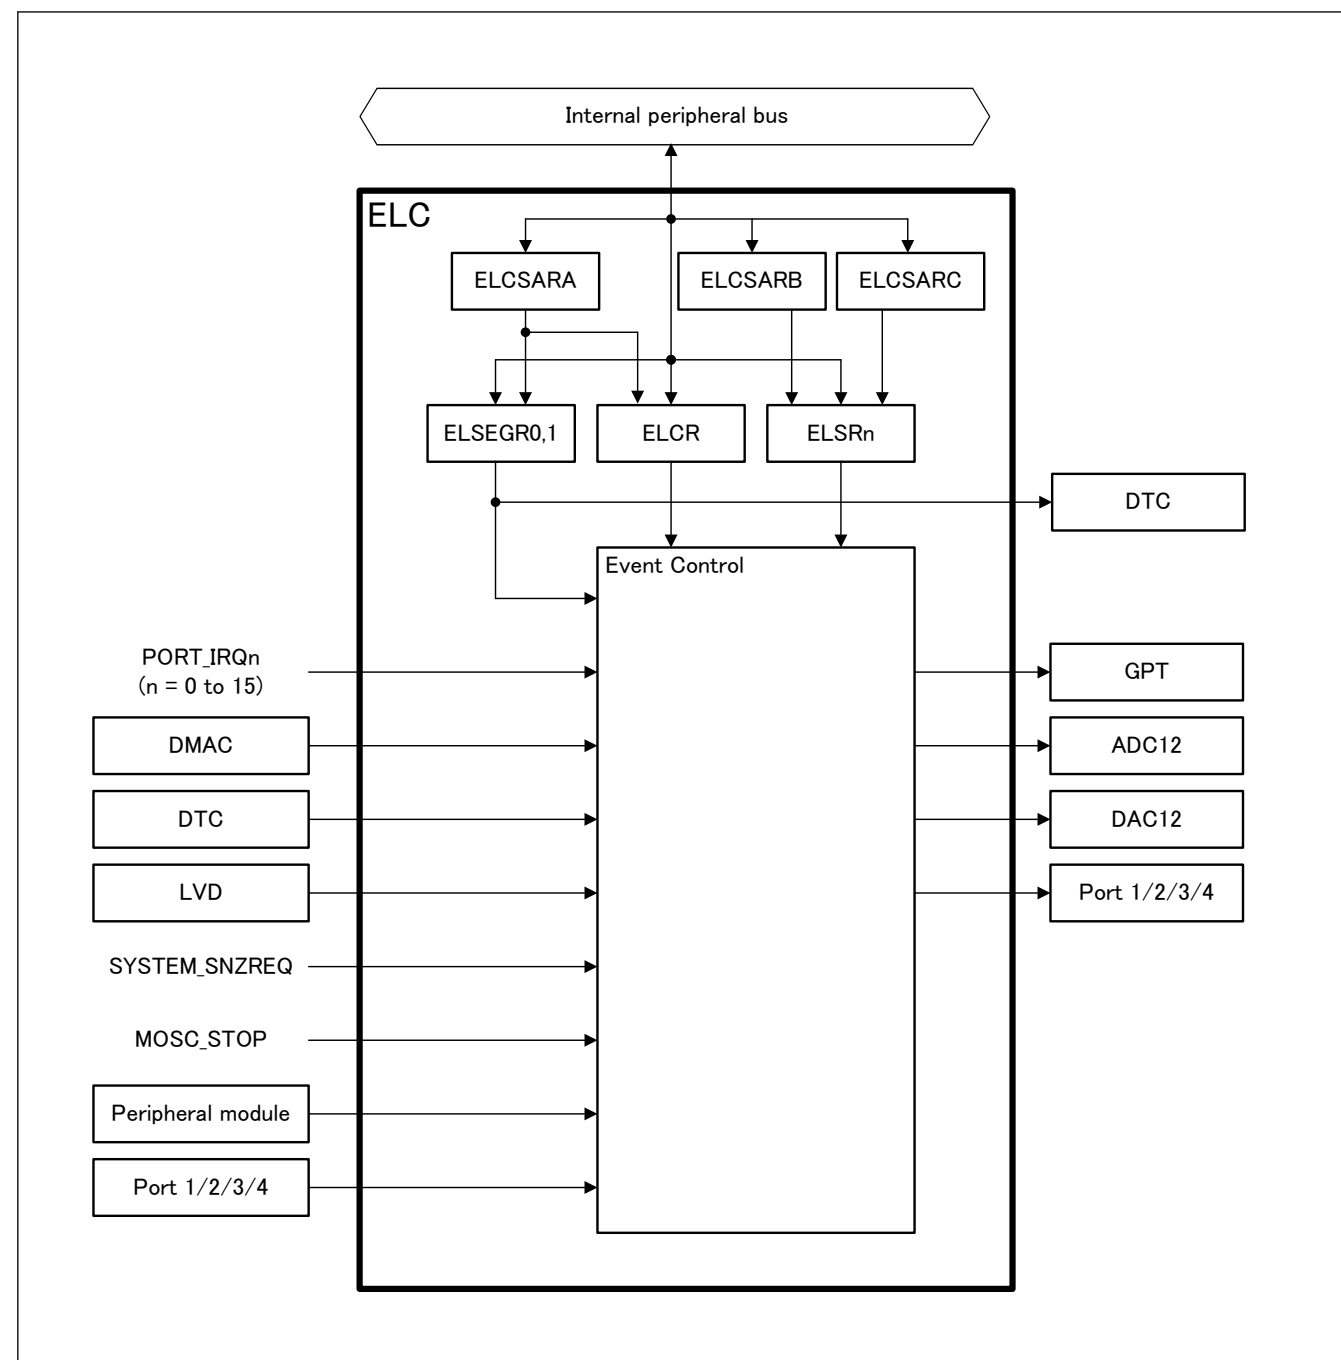 Internal peripheral bus
ELC
ELCSARA
ELCSARB
ELCSARC
ELSEGR0,1
ELCR
ELSRn
DTC
Event Control
PORT_IRQn
(n = 0 to 15)
GPT
DMAC
ADC12
DTC
DAC12
LVD
Port 1/2/3/4
SYSTEM_SNZREQ
MOSC_STOP
Peripheral module
Port 1/2/3/4